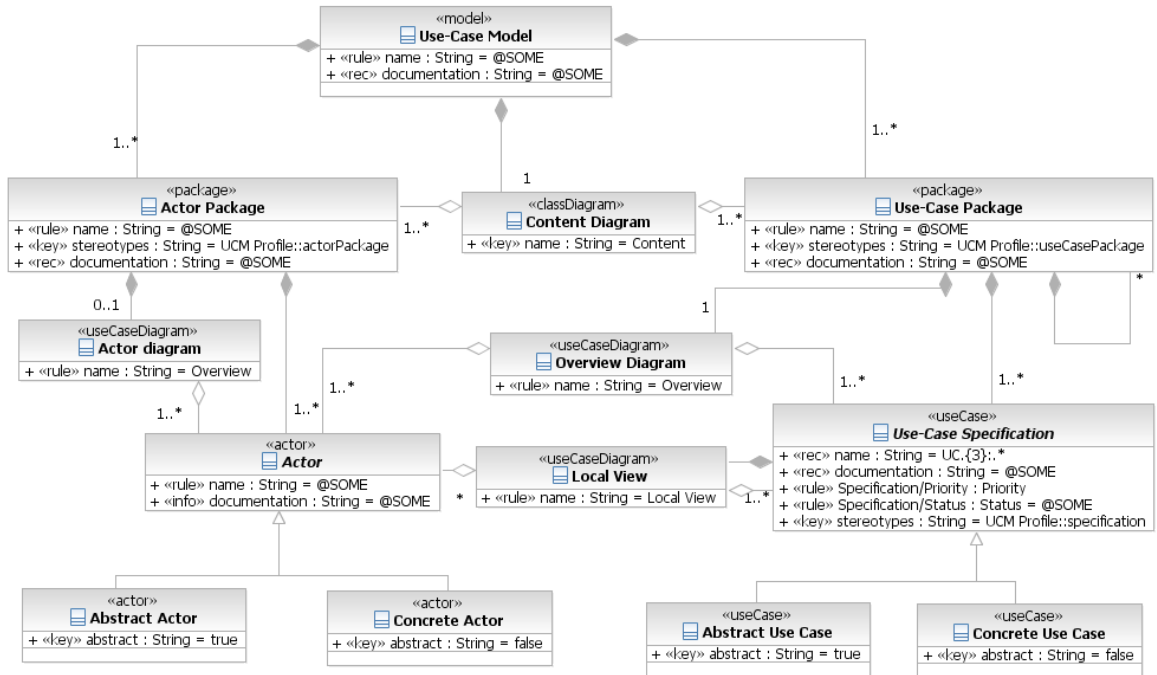 «model»
Use-Case Model
+ «rule» name : String = @SOME
+ «rec» documentation : String = @SOME
1..*
1..*
1
«package»
Actor Package
+ «rule» name : String = @SOME
+ «key» stereotypes : String = UCM Profile::actorPackage
+ «rec» documentation : String = @SOME
1..*
«classDiagram»
Content Diagram
+ «key» name : String = Content
1..*
«package»
Use-Case Package
+ «rule» name : String = @SOME
+ «key» stereotypes : String = UCM Profile::useCasePackage
+ «rec» documentation : String = @SOME
*
0..1
1
«useCaseDiagram»
Actor diagram
+ «rule» name : String = Overview
«useCaseDiagram»
Overview Diagram
+ «rule» name : String = Overview
1..*
1..*
1..*
1..*
1..*
«actor»
Actor
+ «rule» name : String = @SOME
+ «info» documentation : String = @SOME
*
«useCaseDiagram»
Local View
+ «rule» name : String = Local View
1..*
«useCase»
Use-Case Specification
+ «rec» name : String = UC.{3}:.*
+ «rec» documentation : String = @SOME
+ «rule» Specification/Priority : Priority
+ «rule» Specification/Status : Status = @SOME
+ «key» stereotypes : String = UCM Profile::specification
«actor»
Abstract Actor
+ «key» abstract : String = true
«actor»
Concrete Actor
+ «key» abstract : String = false
«useCase»
Abstract Use Case
+ «key» abstract : String = true
«useCase»
Concrete Use Case
+ «key» abstract : String = false